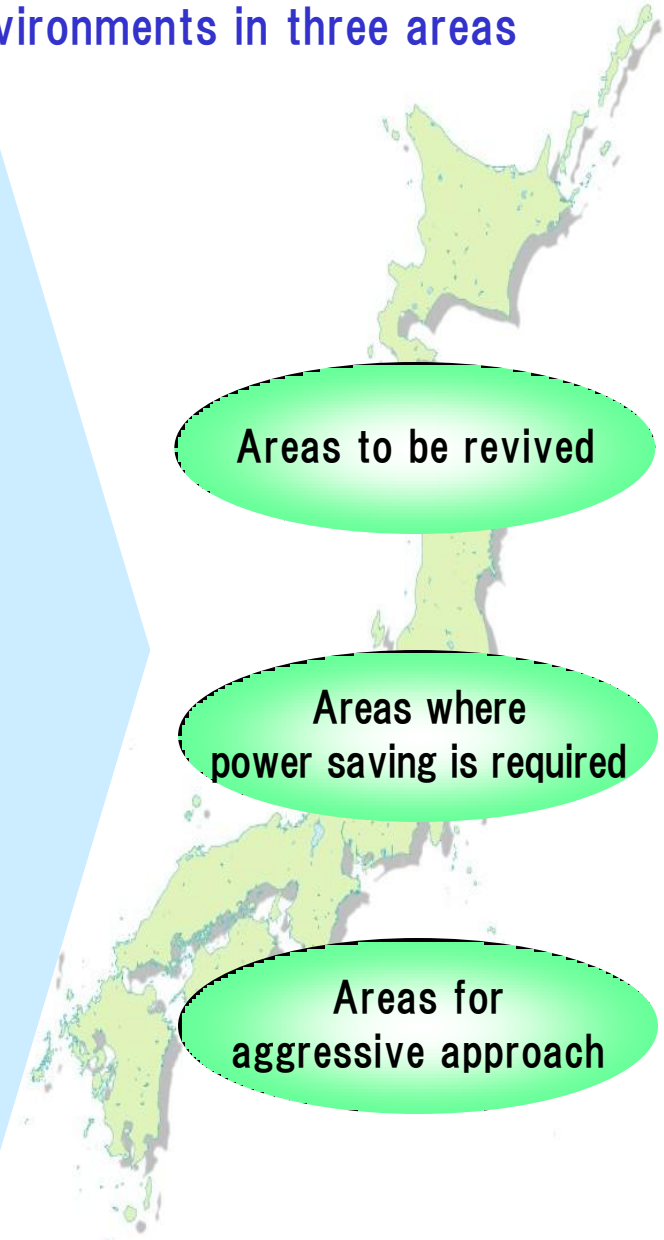 vironments in three areas
Areas to be revived
Areas where
power saving is required
Areas for
aggressive approach